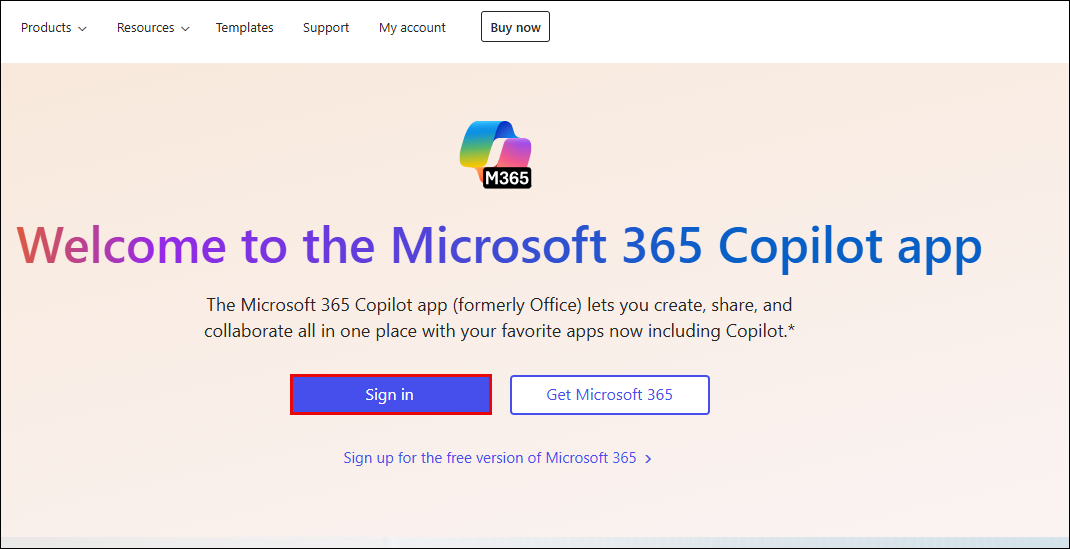 Products Resources Templates Support My account Buy now
M365
Welcome to the Microsoft 365 Copilot app
The Microsoft 365 Copilot app (formerly Office) lets you create, share, and
collaborate all in one place with your favorite apps now including Copilot.*
Sign in Get Microsoft 365
Sign up for the free version of Microsoft 365